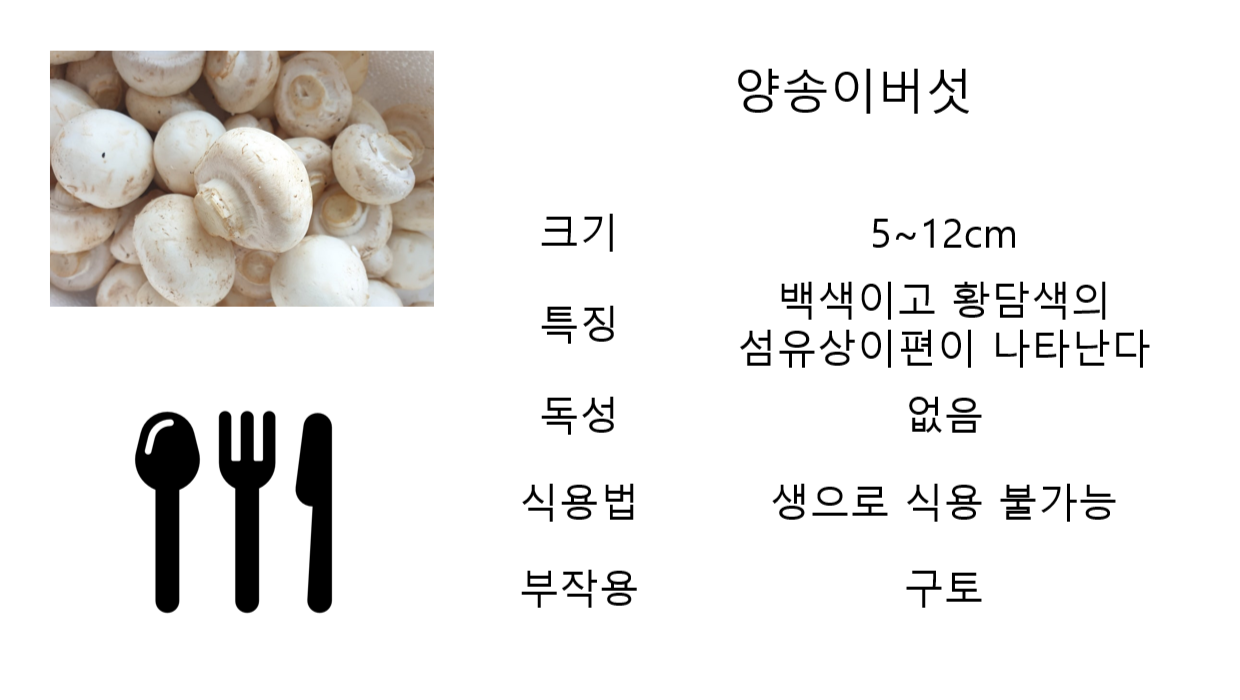 양송이버섯
크기 5~12cm
특징 백색이고 황담색의
섬유상이편이 나타난다
독성 없음
식용법 생으로 식용 불가능
부작용 구토